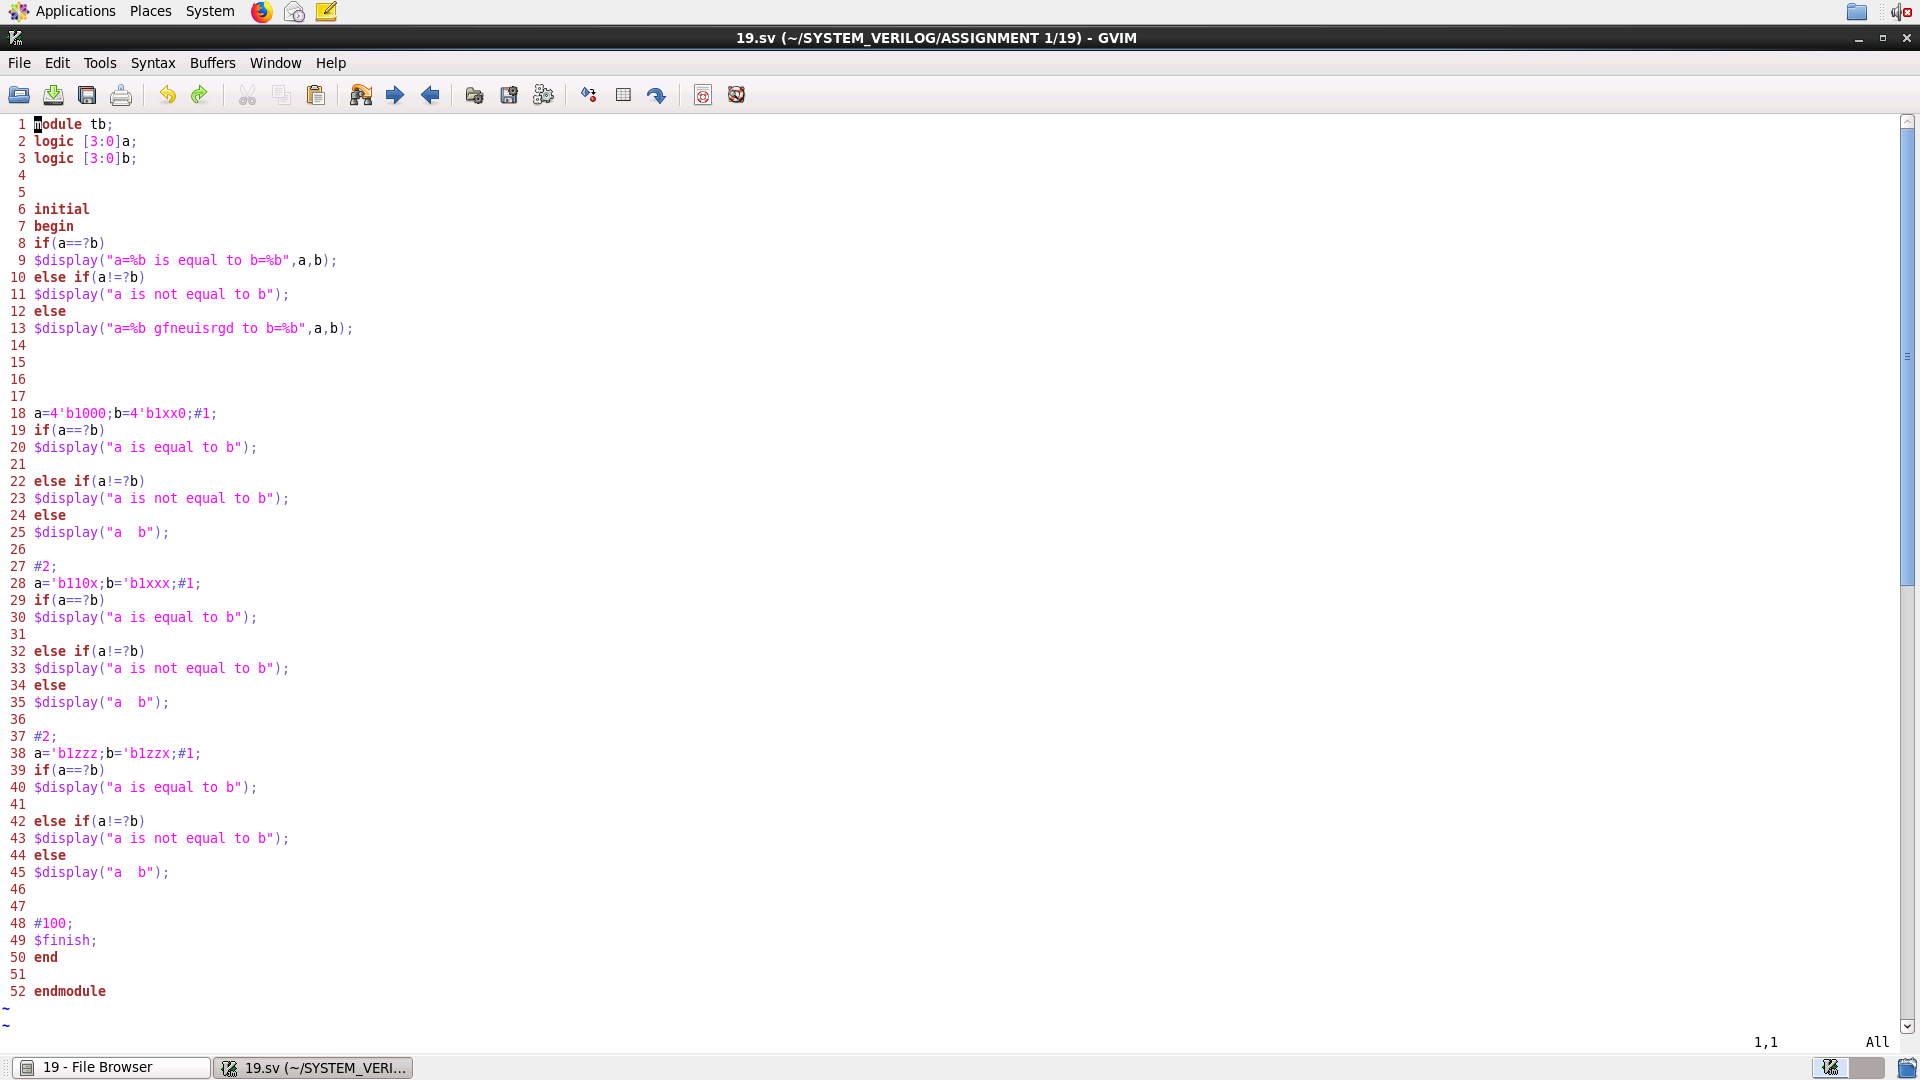 Applications Places System
19.sv (~/SYSTEM_VERILOG/ASSIGNMENT 1/19) - GVIM
File Edit Tools Syntax Buffers Window Help
1 module tb;
2 logic [3:0]a;
3 logic [3:0]b;
4
5
6 initial
7 begin
8 if(a==?b)
9 $display("a=%b is equal to b=%b",a,b);
10 else if(a!=?b)
11 $display("a is not equal to b");
12 else
13 $display("a=%b gfneuisrgd to b=%b",a,b);
14
15
16
17
18 a=4'b1000;b=4'b1xx0;#1;
19 if(a==?b)
20 $display("a is equal to b");
21
22 else if(a!=?b)
23 $display("a is not equal to b");
24 else
25 $display("a  b");
26
27 #2;
28 a='b110x;b='b1xxx;#1;
29 if(a==?b)
30 $display("a is equal to b");
31
32 else if(a!=?b)
33 $display("a is not equal to b");
34 else
35 $display("a  b");
36
37 #2;
38 a='b1zzz;b='b1zzx;#1;
39 if(a==?b)
40 $display("a is equal to b");
41
42 else if(a!=?b)
43 $display("a is not equal to b");
44 else
45 $display("a  b");
46
47
48 #100;
49 $finish;
50 end
51
52 endmodule
~
~
1,1 All
19 - File Browser 19.sv (~/SYSTEM_VERI...